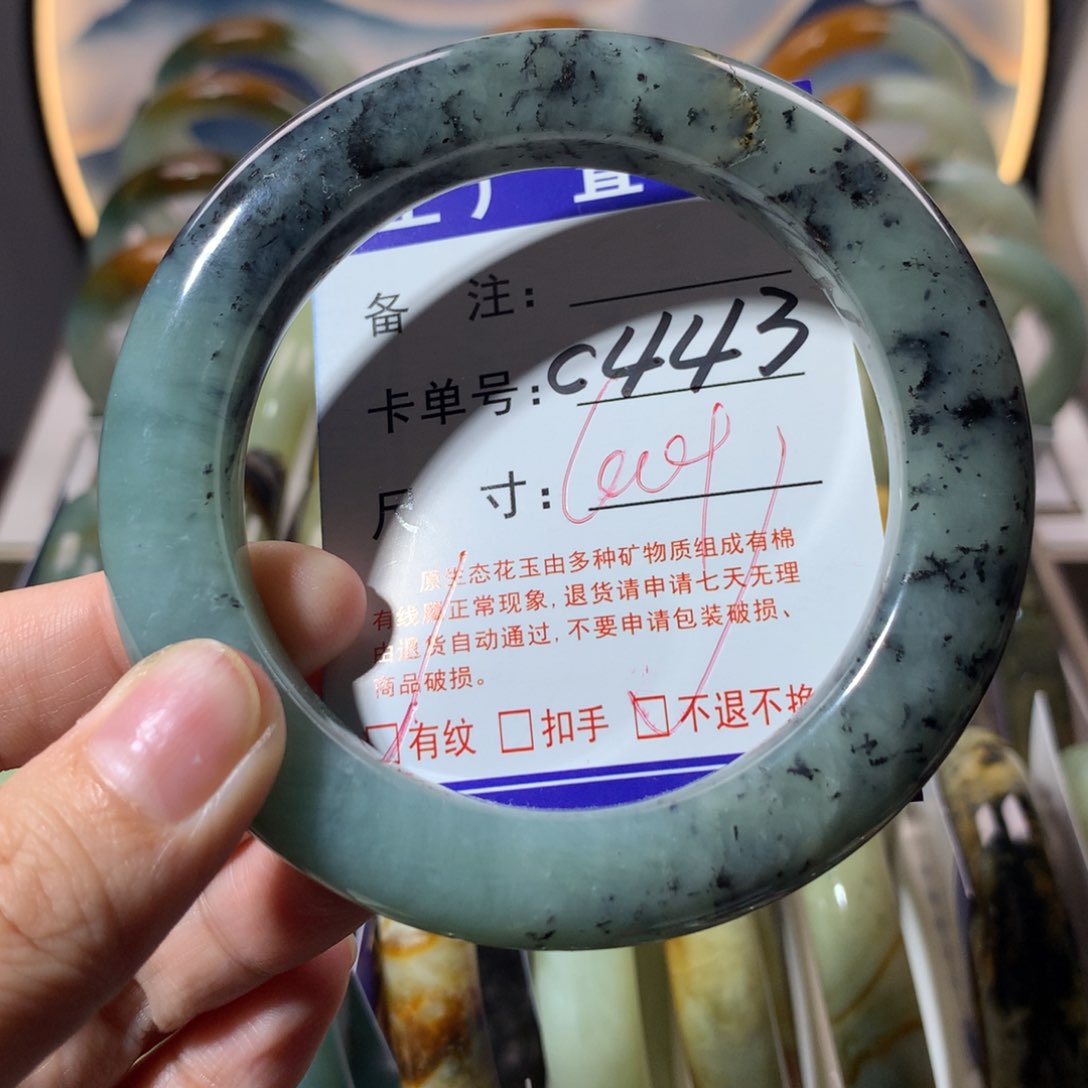 厂 直
备 注:
卡单号: C443
尺 寸:
原生态花玉由多种矿物质组成有棉
有线属正常现象,退货请申请七天无理
由退货自动通过,不要申请包装破损、
商品破损。
□有纹 □扣手 □不退不换